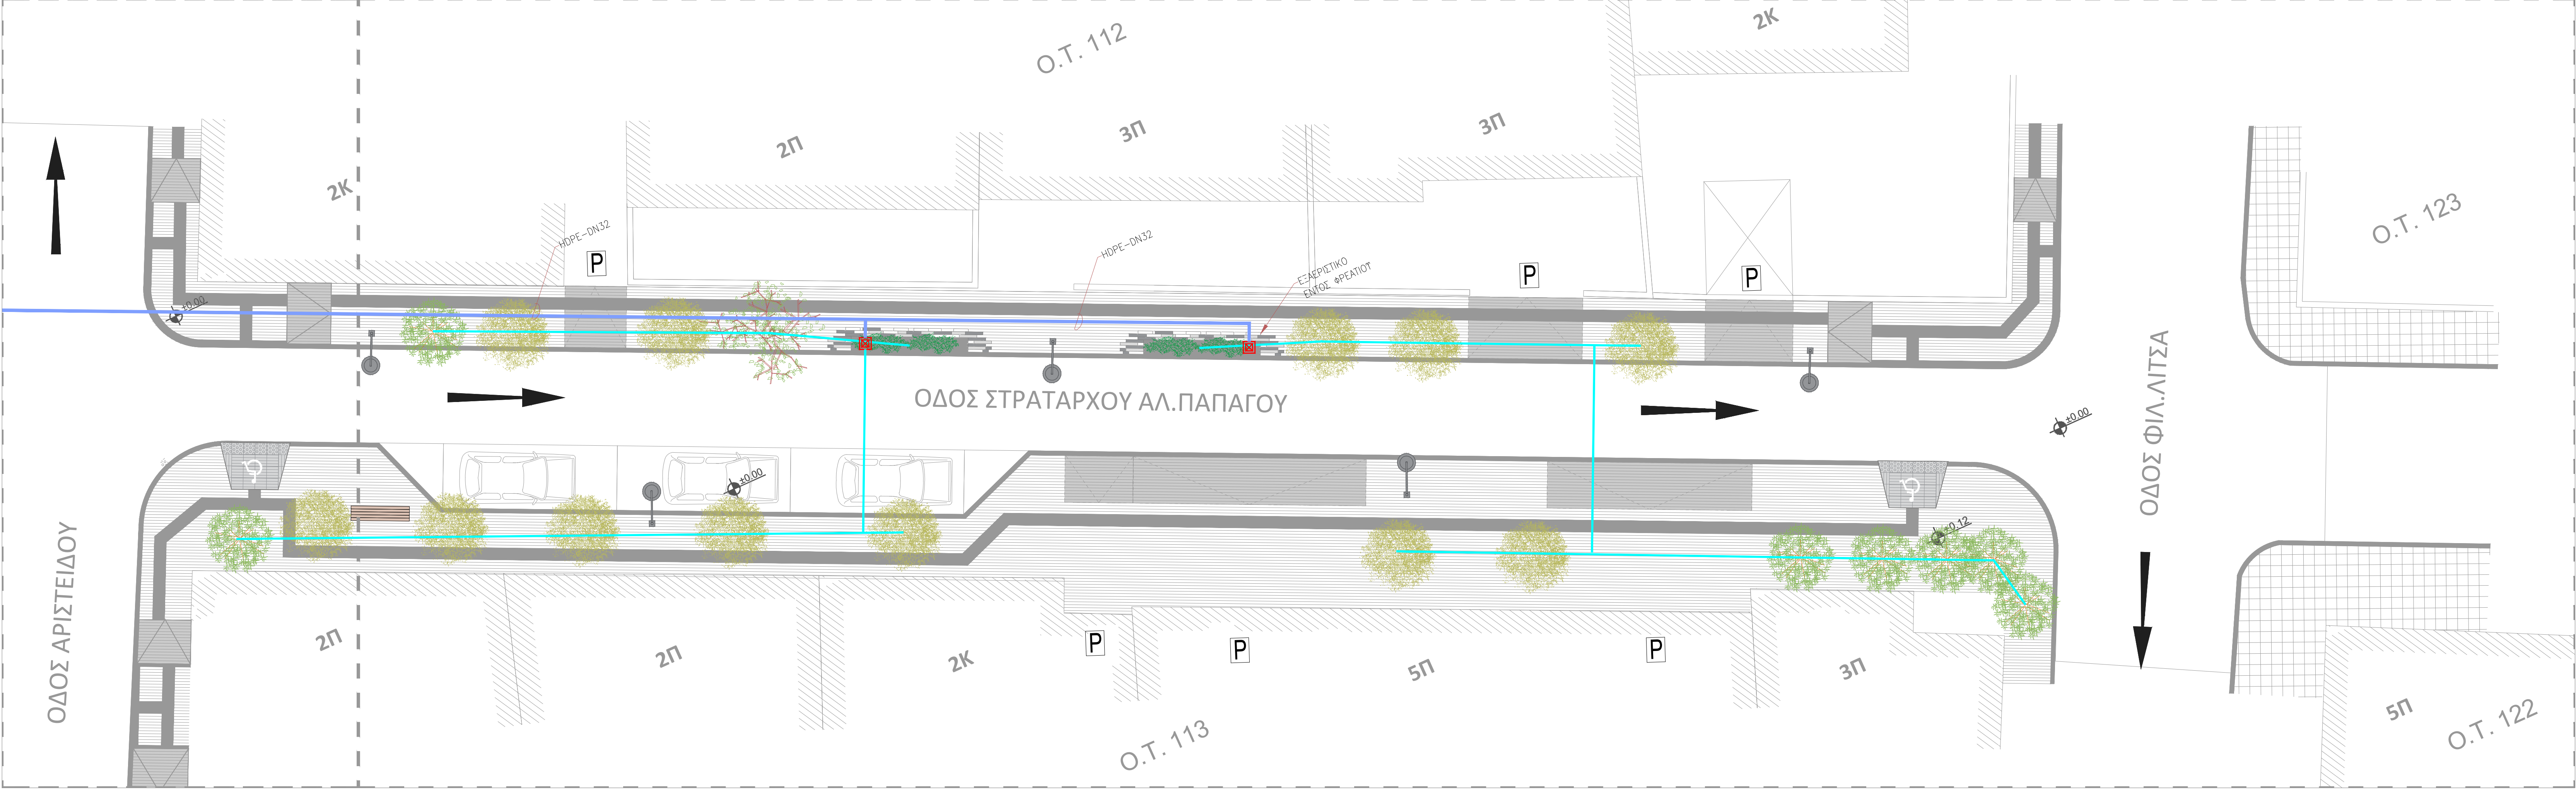 2Κ
Ο.Τ. 112
2Π
3Π
3Π
2Κ
Ο.Τ. 123
HDPE-DN32
P
HDPE-DN32
ΕΞΑΕΡΙΣΤΙΚΟ
ΕΝΤΟΣ ΦΡΕΑΤΙΟΥ
P
P
±0.00
ΟΔΟΣ ΣΤΡΑΤΑΡΧΟΥ ΑΛ.ΠΑΠΑΓΟΥ
±0.00
ΟΔΟΣ ΦΙΛ.ΛΙΤΣΑ
±0.00
+0.12
ΟΔΟΣ ΑΡΙΣΤΕΙΔΟΥ
2Π
2Π
2Κ
P
P
5Π
P
3Π
5Π
Ο.Τ. 113
Ο.Τ. 122